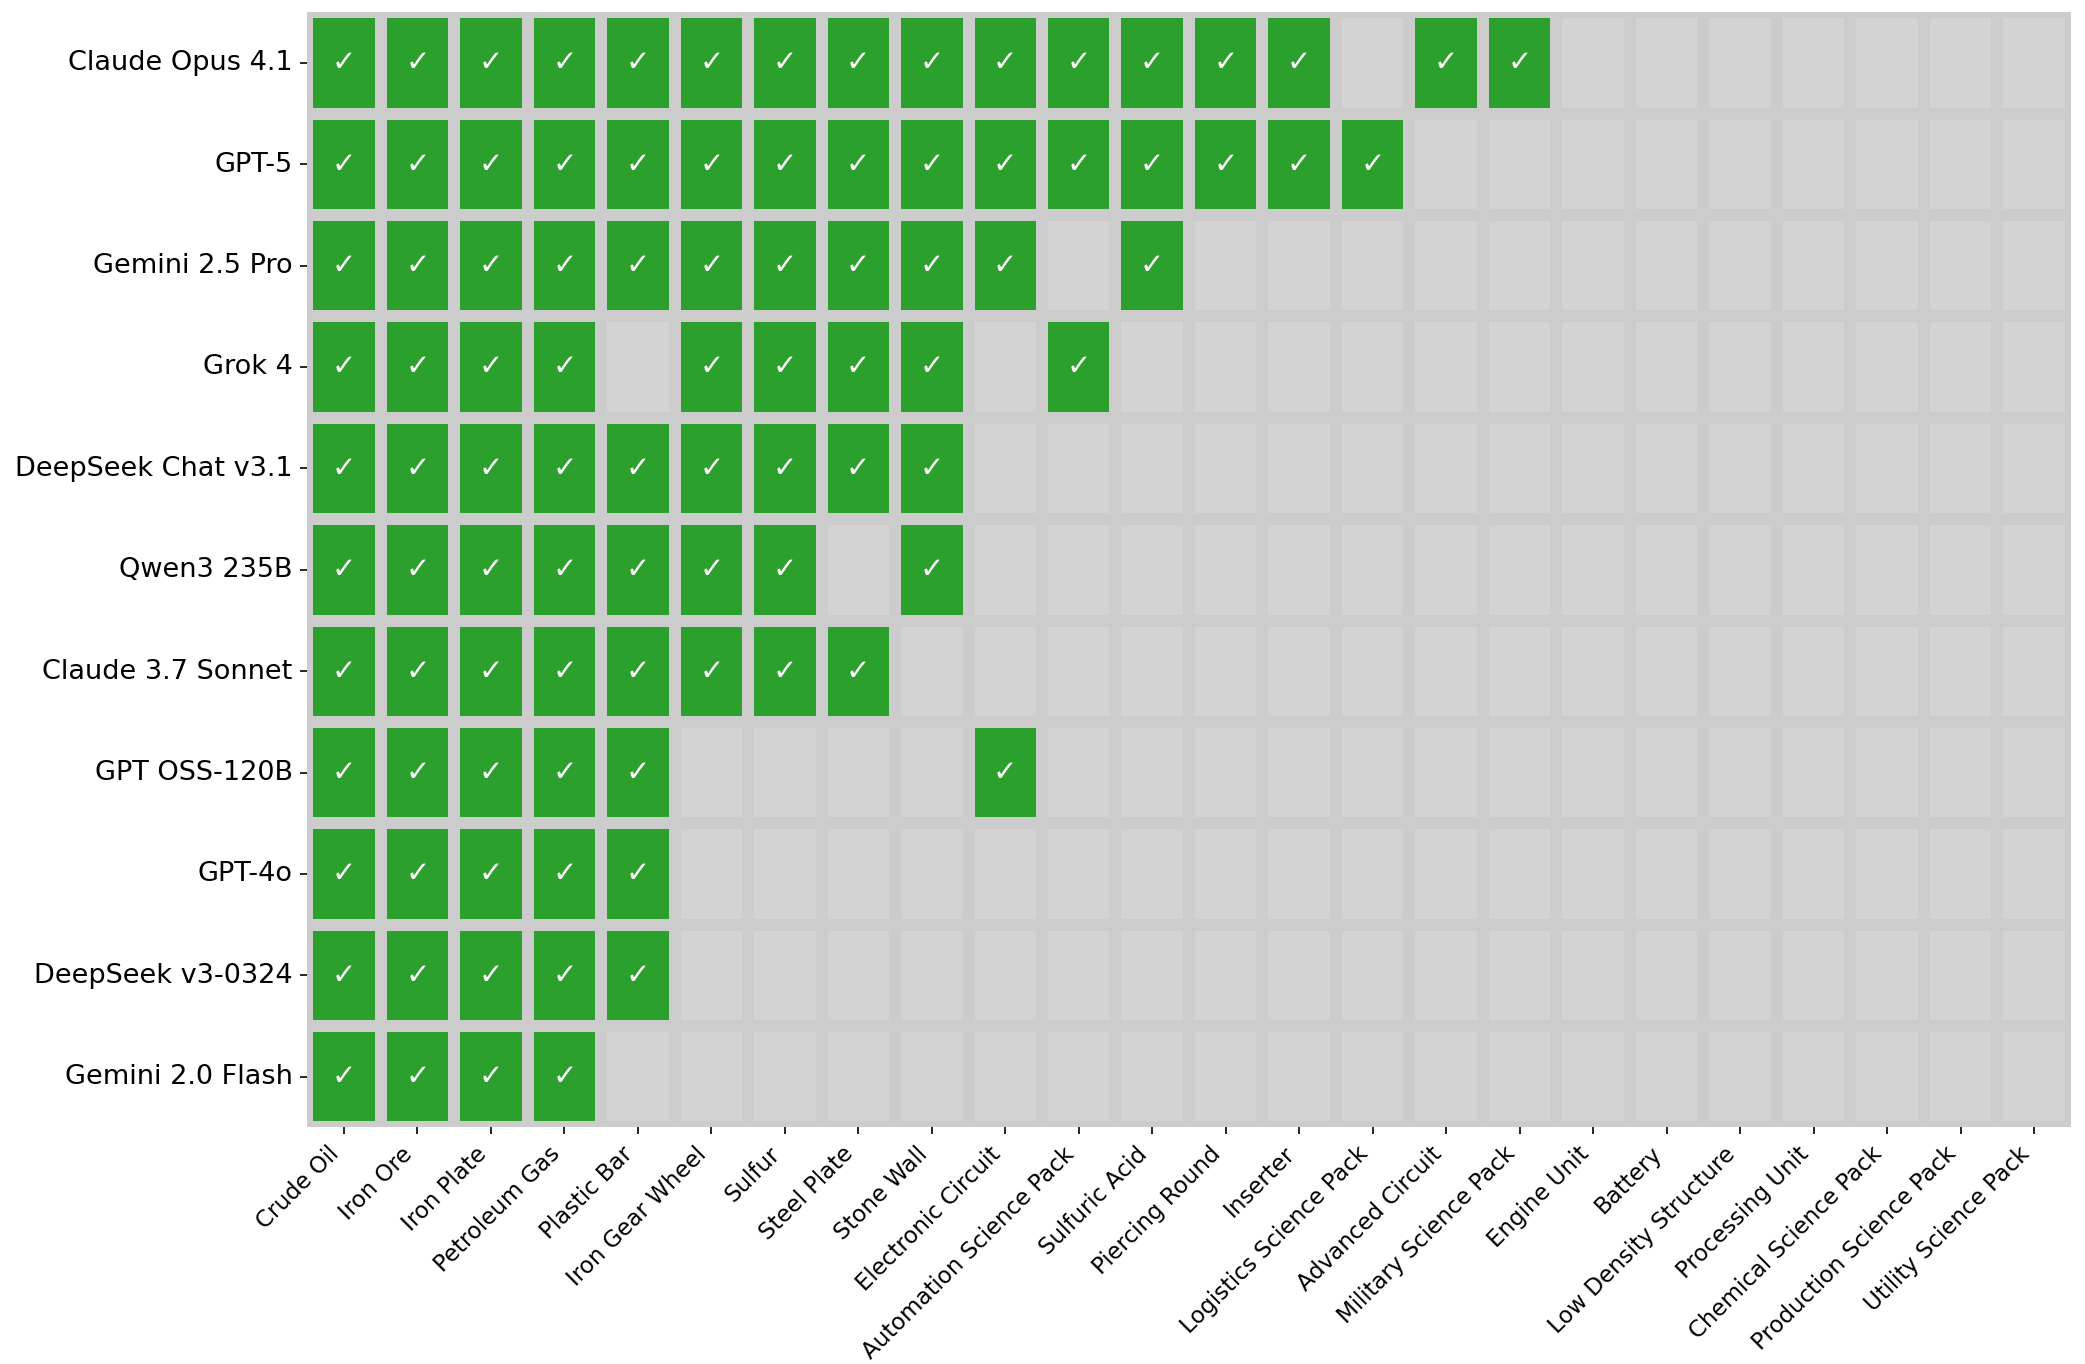 Claude Opus 4.1 ✓ ✓ ✓ ✓ ✓ ✓ ✓ ✓ ✓ ✓ ✓ ✓ ✓ ✓ ✓ ✓
GPT-5 ✓ ✓ ✓ ✓ ✓ ✓ ✓ ✓ ✓ ✓ ✓ ✓ ✓ ✓ ✓
Gemini 2.5 Pro ✓ ✓ ✓ ✓ ✓ ✓ ✓ ✓ ✓ ✓ ✓
Grok 4 ✓ ✓ ✓ ✓ ✓ ✓ ✓ ✓ ✓
DeepSeek Chat v3.1 ✓ ✓ ✓ ✓ ✓ ✓ ✓ ✓ ✓
Qwen3 235B ✓ ✓ ✓ ✓ ✓ ✓ ✓ ✓
Claude 3.7 Sonnet ✓ ✓ ✓ ✓ ✓ ✓ ✓ ✓
GPT OSS-120B ✓ ✓ ✓ ✓ ✓ ✓
GPT-4o ✓ ✓ ✓ ✓ ✓
DeepSeek v3-0324 ✓ ✓ ✓ ✓ ✓
Gemini 2.0 Flash ✓ ✓ ✓ ✓
Crude Oil
Iron Ore
Iron Plate
Petroleum Gas
Plastic Bar
Iron Gear Wheel
Sulfur
Steel Plate
Stone Wall
Electronic Circuit
Automation Science Pack
Sulfuric Acid
Piercing Round
Inserter
Logistics Science Pack
Advanced Circuit
Military Science Pack
Engine Unit
Battery
Low Density Structure
Processing Unit
Chemical Science Pack
Production Science Pack
Utility Science Pack